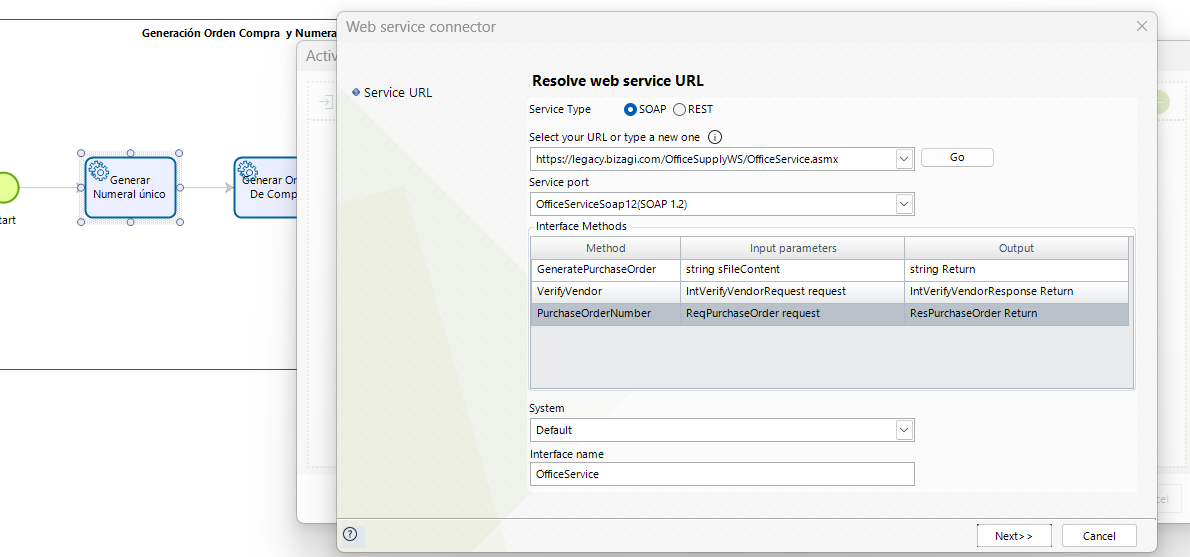 Generación Orden Compra y Numera
Web service connector
Activ
Service URL
Resolve web service URL
Service Type SOAP REST
Select your URL or type a new one
https://legacy.bizagi.com/OfficeSupplyWS/OfficeService.asmx Go
Service port
OfficeServiceSoap12(SOAP 1.2)
Interface Methods
Method Input parameters Output
GeneratePurchaseOrder string sFileContent string Return
VerifyVendor IntVerifyVendorRequest request IntVerifyVendorResponse Return
PurchaseOrderNumber ReqPurchaseOrder request ResPurchaseOrder Return
System
Default
Interface name
OfficeService
Next>> Cancel
Generar
Numeral único
Generar Or
De Comp
tart
cel